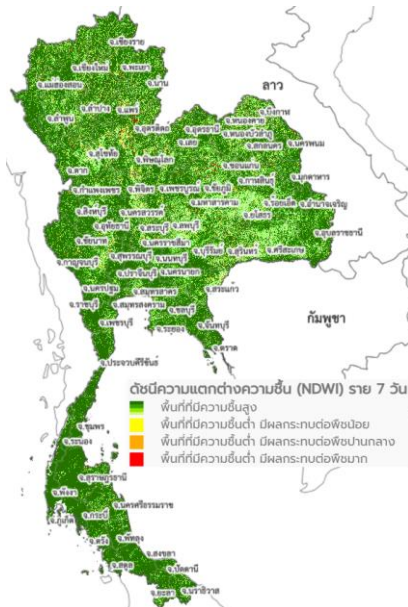 จ.เชียงราย
จ.เชียงใหม่ จ.พะเยา
จ.แม่ฮ่องสอน จ.น่าน
ลาว
จ.ลำปาง จ.แพร่
จ.ลำพูน
จ.อุตรดิตถ์
จ.บึงกาฬ
จ.หนองคาย
จ.อุดรธานี จ.หนองบัวลำภู
จ.เลย จ.สกลนคร จ.นครพนม
จ.สุโขทัย จ.พิษณุโลก
จ.ตาก จ.ขอนแก่น
จ.กาฬสินธุ์ จ.มุกดาหาร
จ.กำแพงเพชร จ.พิจิตร จ.เพชรบูรณ์ จ.ชัยภูมิ
จ.มหาสารคาม จ.ร้อยเอ็ด จ.อำนาจเจริญ
จ.สิงห์บุรี จ.นครสวรรค์ จ.ยโสธร
จ.อุทัยธานี จ.สระบุรี จ.ลพบุรี
จ.อุบลราชธานี
จ.ชัยนาท จ.นครราชสีมา
จ.สุพรรณบุรี จ.นนทบุรี จ.บุรีรัมย์ จ.สุรินทร์ จ.ศรีสะเกษ
จ.กาญจนบุรี จ.ปราจีนบุรี จ.นครนายก
จ.นครปฐม จ.สมุทรสาคร จ.สระแก้ว
จ.ราชบุรี จ.สมุทรสงคราม จ.ชลบุรี
จ.เพชรบุรี จ.ระยอง จ.จันทบุรี
กัมพูชา
จ.ตราด
จ.ประจวบคีรีขันธ์
ดัชนีความแตกต่างความชื้น (NDWI) ราย 7 วัน
พื้นที่ที่มีความชื้นสูง
พื้นที่ที่มีความชื้นต่ำ มีผลกระทบต่อพืชน้อย
พื้นที่ที่มีความชื้นต่ำ มีผลกระทบต่อพืชปานกลาง
พื้นที่ที่มีความชื้นต่ำ มีผลกระทบต่อพืชมาก
จ.ชุมพร
จ.ระนอง
จ.สุราษฎรธานี
จ.พังงา
จ.นครศรีธรรมราช
จ.ภูเก็ต จ.กระบี่
จ.ตรัง จ.พัทลุง
จ.สงขลา
จ.สตูล จ.ปัตตานี
จ.ยะลา จ.นราธิวาส